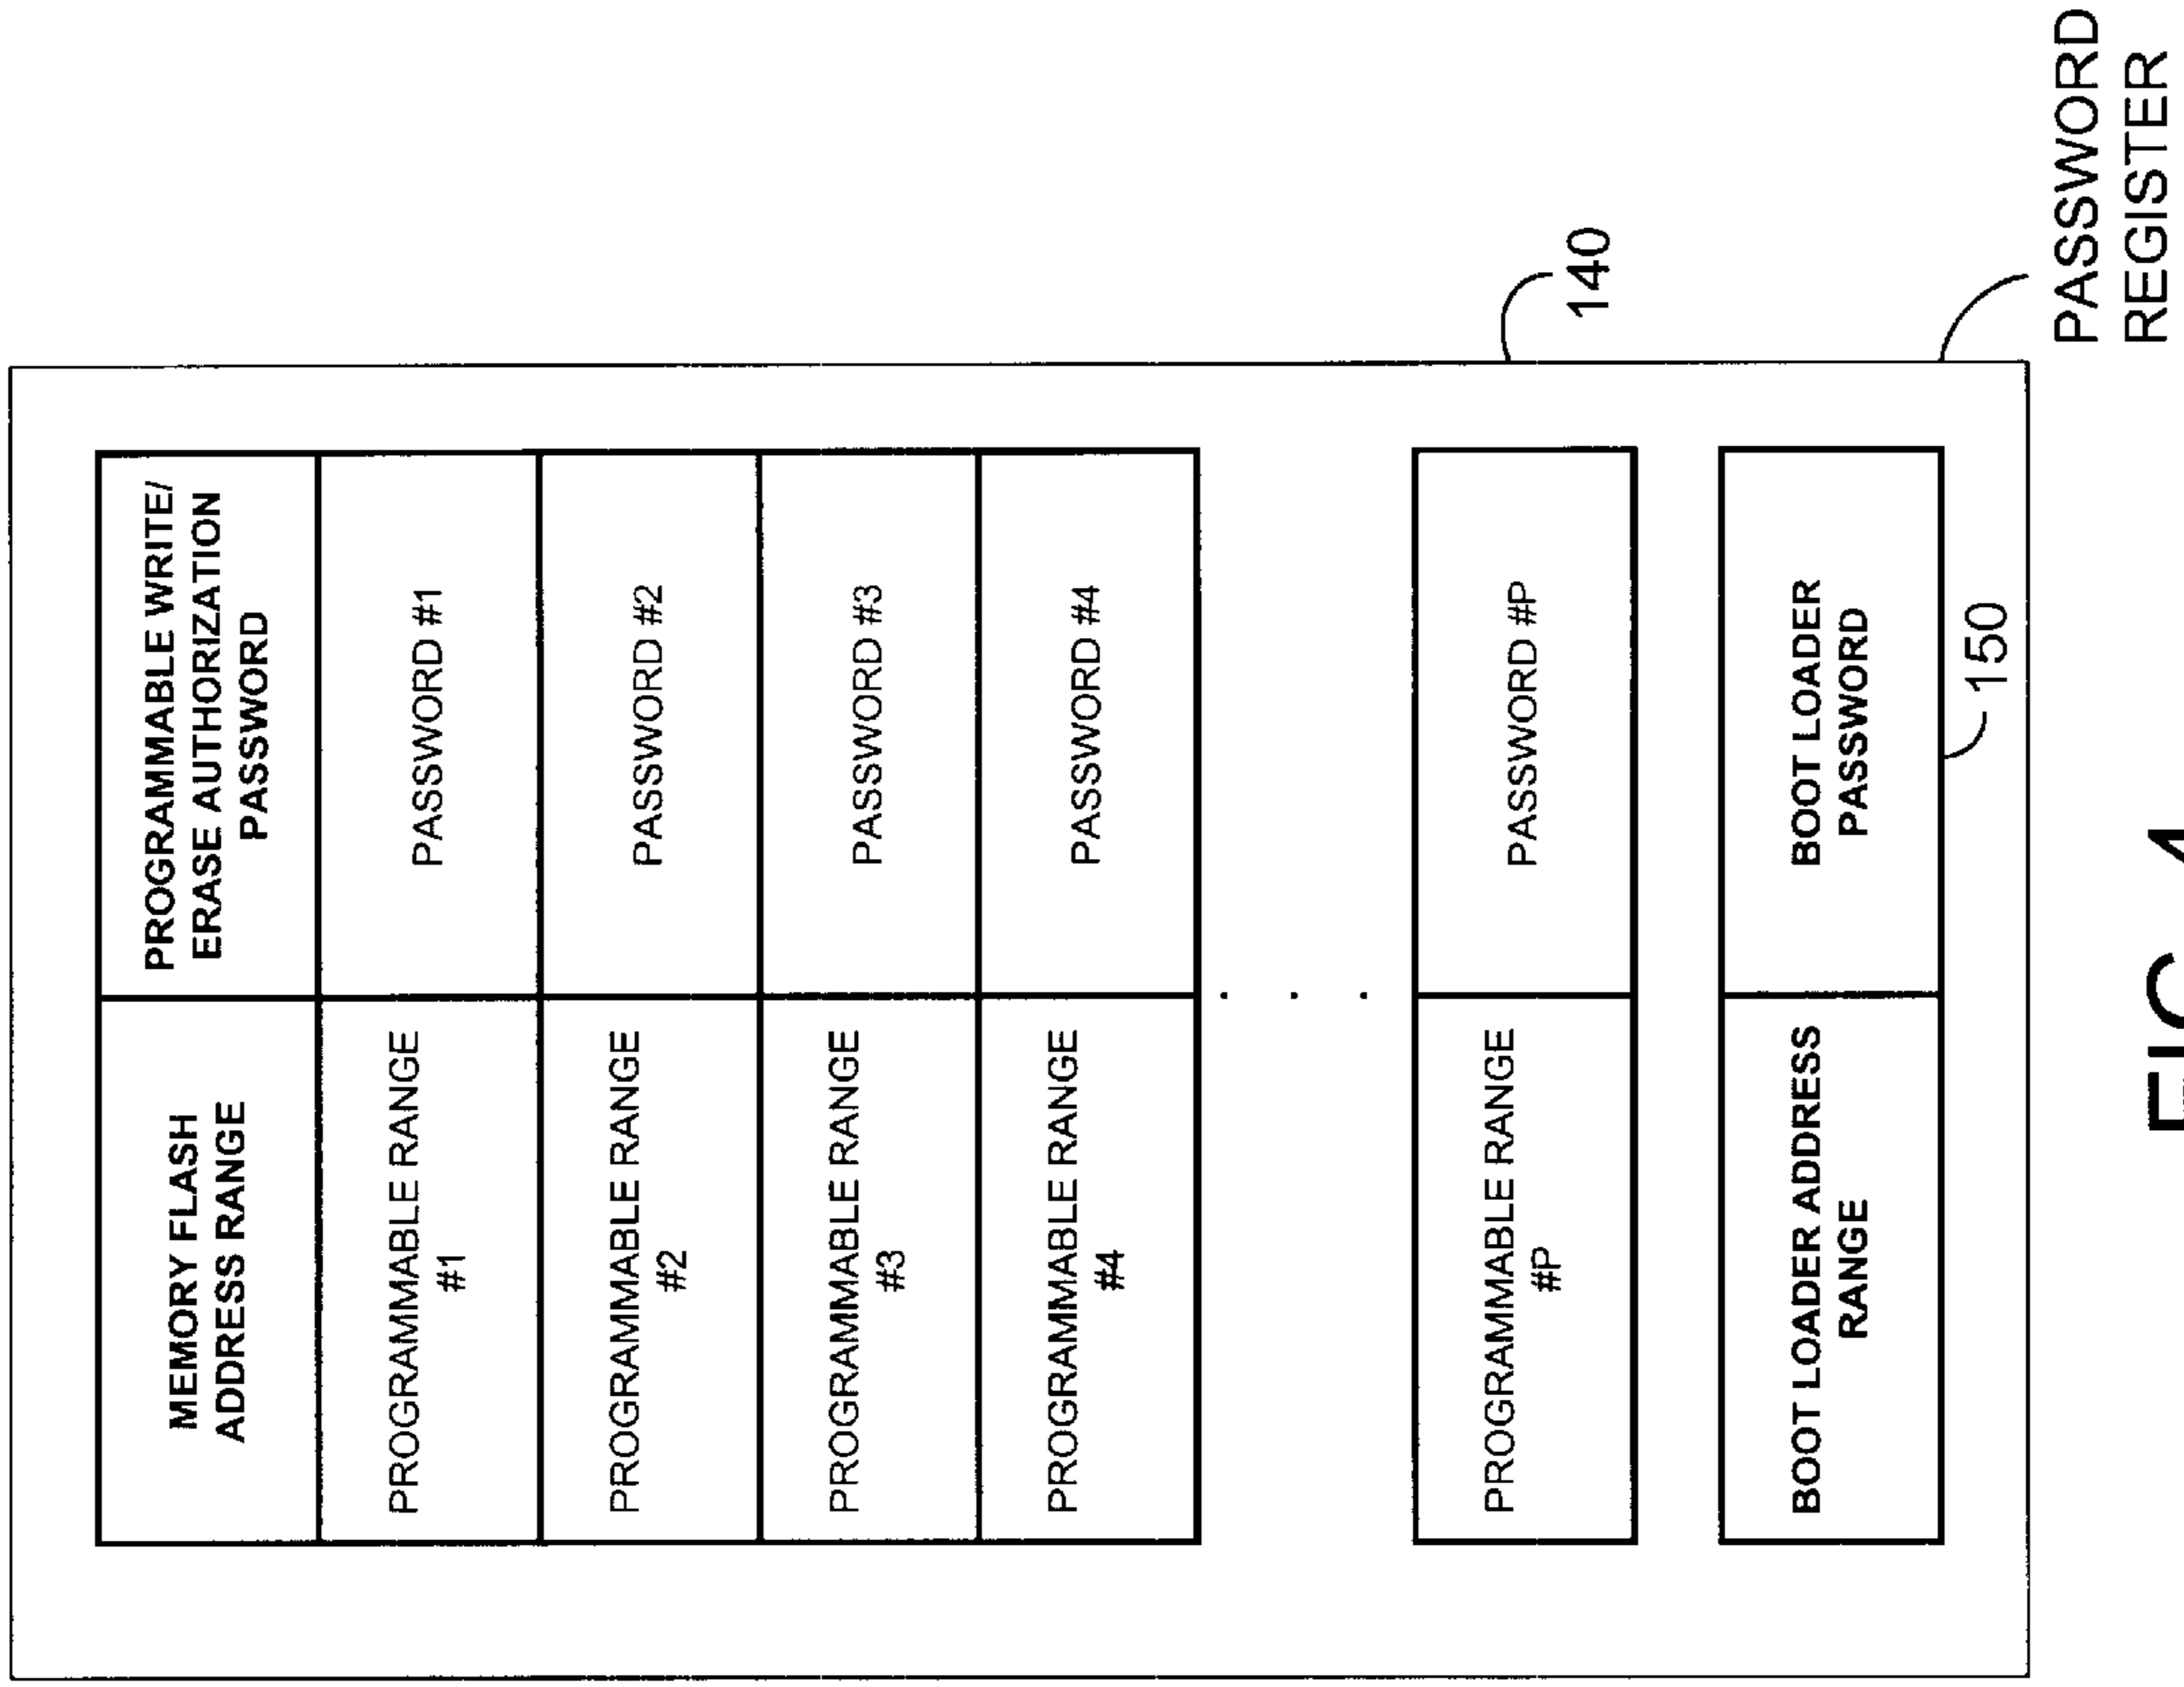 MEMORY FLASH
ADDRESS RANGE
PROGRAMMABLE WRITE/
ERASE AUTHORIZATION
PASSWORD
PROGRAMMABLE RANGE
#1
PASSWORD #1
PROGRAMMABLE RANGE
#2
PASSWORD #2
PROGRAMMABLE RANGE
#3
PASSWORD #3
PROGRAMMABLE RANGE
#4
PASSWORD #4
. . .
PROGRAMMABLE RANGE
#P
PASSWORD #P
140
BOOT LOADER ADDRESS
RANGE
BOOT LOADER
PASSWORD
150
PASSWORD
REGISTER